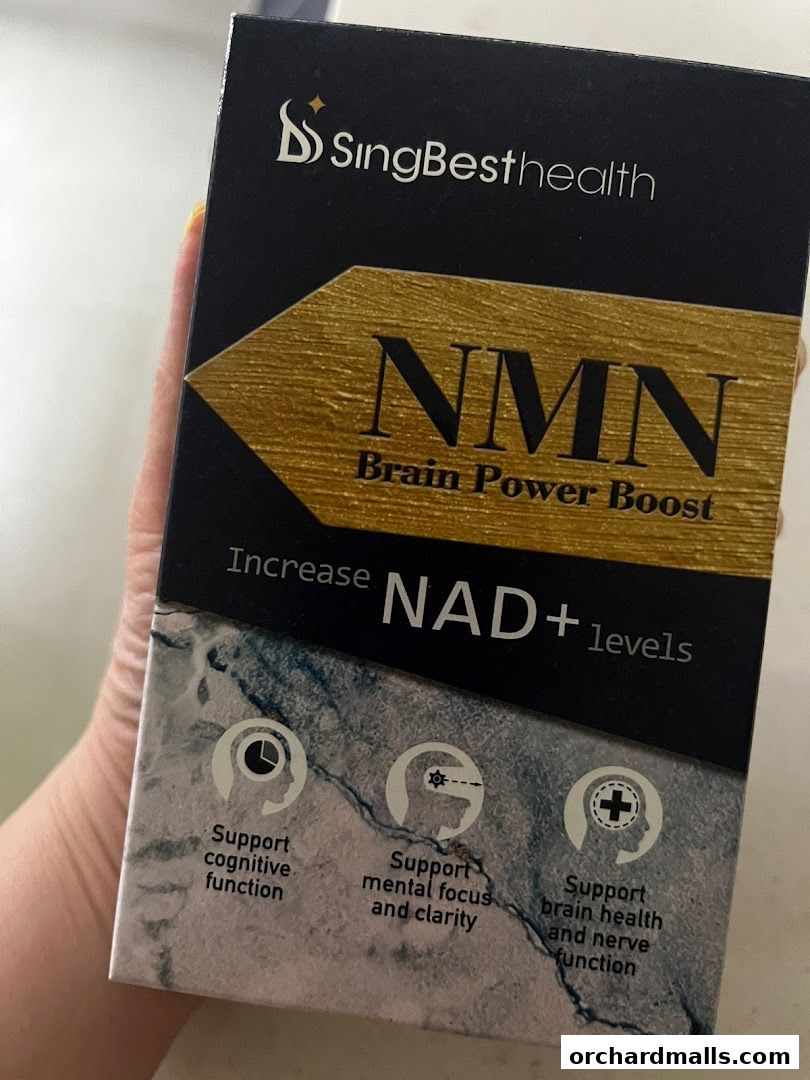 SingBesthealth
NMN
Brain Power Boost
Increase NAD+ levels
Support
cognitive
function
Support
mental focus
and clarity
Support
brain health
and nerve
function
orchardmalls.com